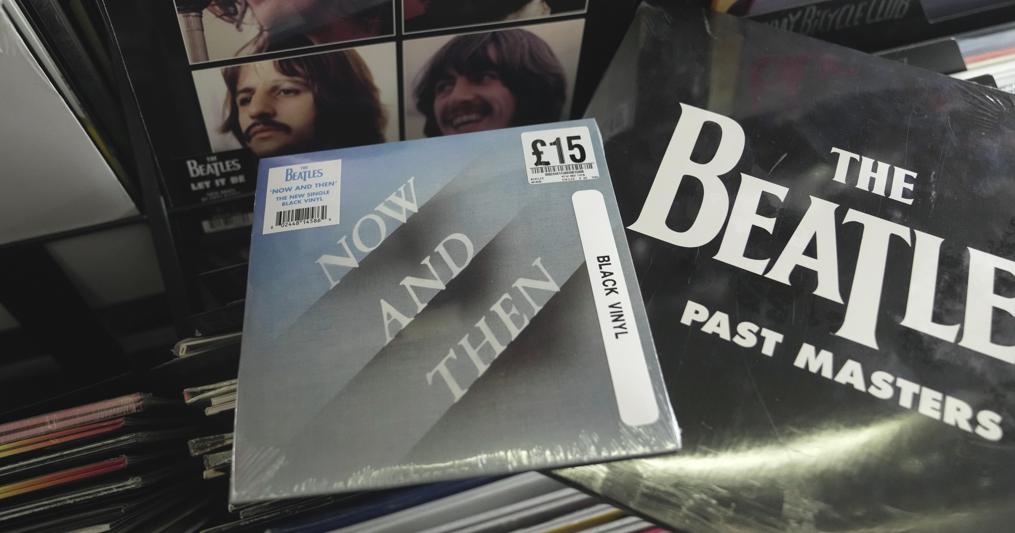 BICYCLE CLUB
THE
BEATLES
LET IT BE
THE
BEATLES
'NOW AND THEN'
THE NEW SINGLE
BLACK VINYL
£15
NOW
AND
THEN
BLACK VINYL
THE
BEATLE
PAST MASTERS